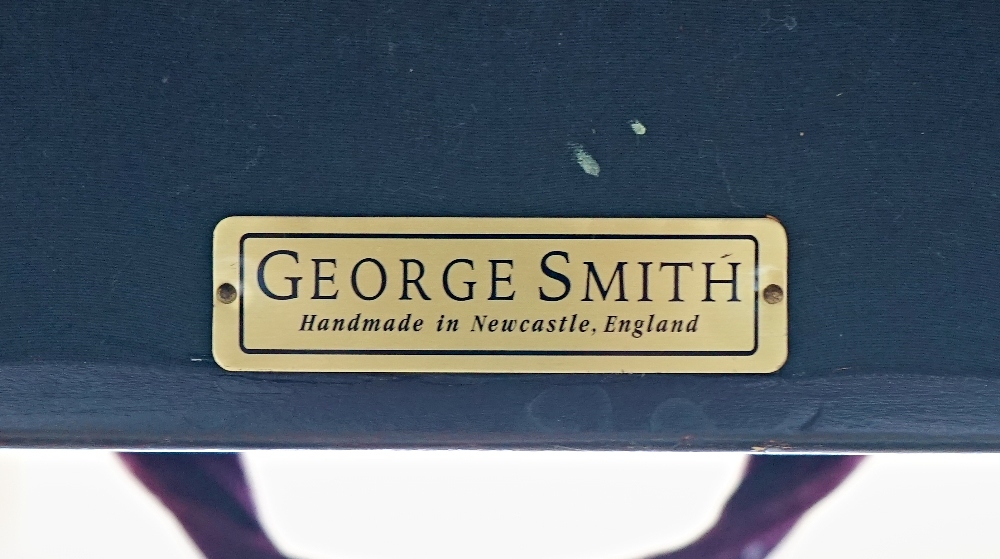 GEORGE SMITH
Handmade in Newcastle, England